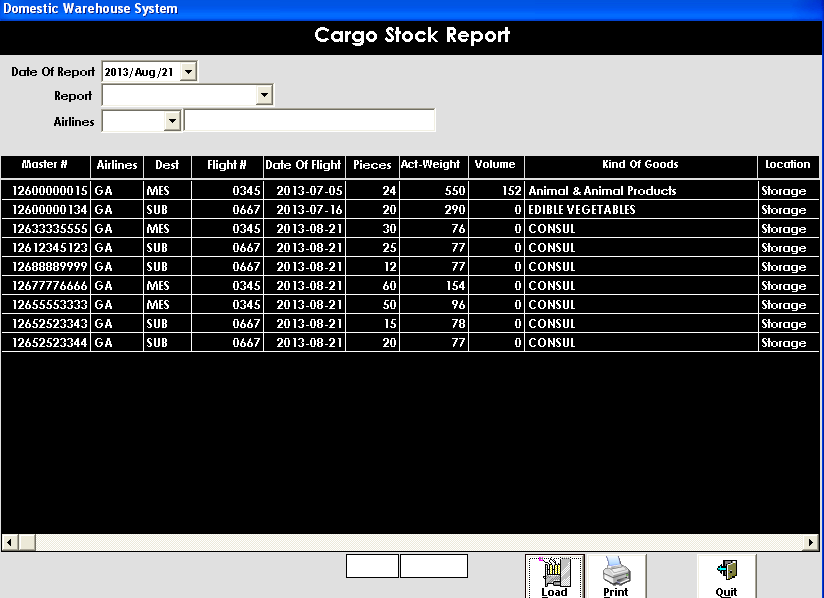 Domestic Warehouse System
Cargo Stock Report
Date Of Report 2013/Aug/21
Report
Airlines
Master # Airlines Dest Flight # Date Of Flight Pieces Act-Weight Volume Kind Of Goods Location
12600000015 GA MES 0345 2013-07-05 24 550 152 Animal & Animal Products Storage
12600000134 GA SUB 0667 2013-07-16 20 290 0 EDIBLE VEGETABLES Storage
12633335555 GA MES 0345 2013-08-21 30 76 0 CONSUL Storage
12612345123 GA SUB 0667 2013-08-21 25 77 0 CONSUL Storage
12688889999 GA SUB 0667 2013-08-21 12 77 0 CONSUL Storage
12677776666 GA MES 0345 2013-08-21 60 154 0 CONSUL Storage
12655553333 GA MES 0345 2013-08-21 50 96 0 CONSUL Storage
12652523343 GA SUB 0667 2013-08-21 15 78 0 CONSUL Storage
12652523344 GA SUB 0667 2013-08-21 20 77 0 CONSUL Storage
Load Print Quit